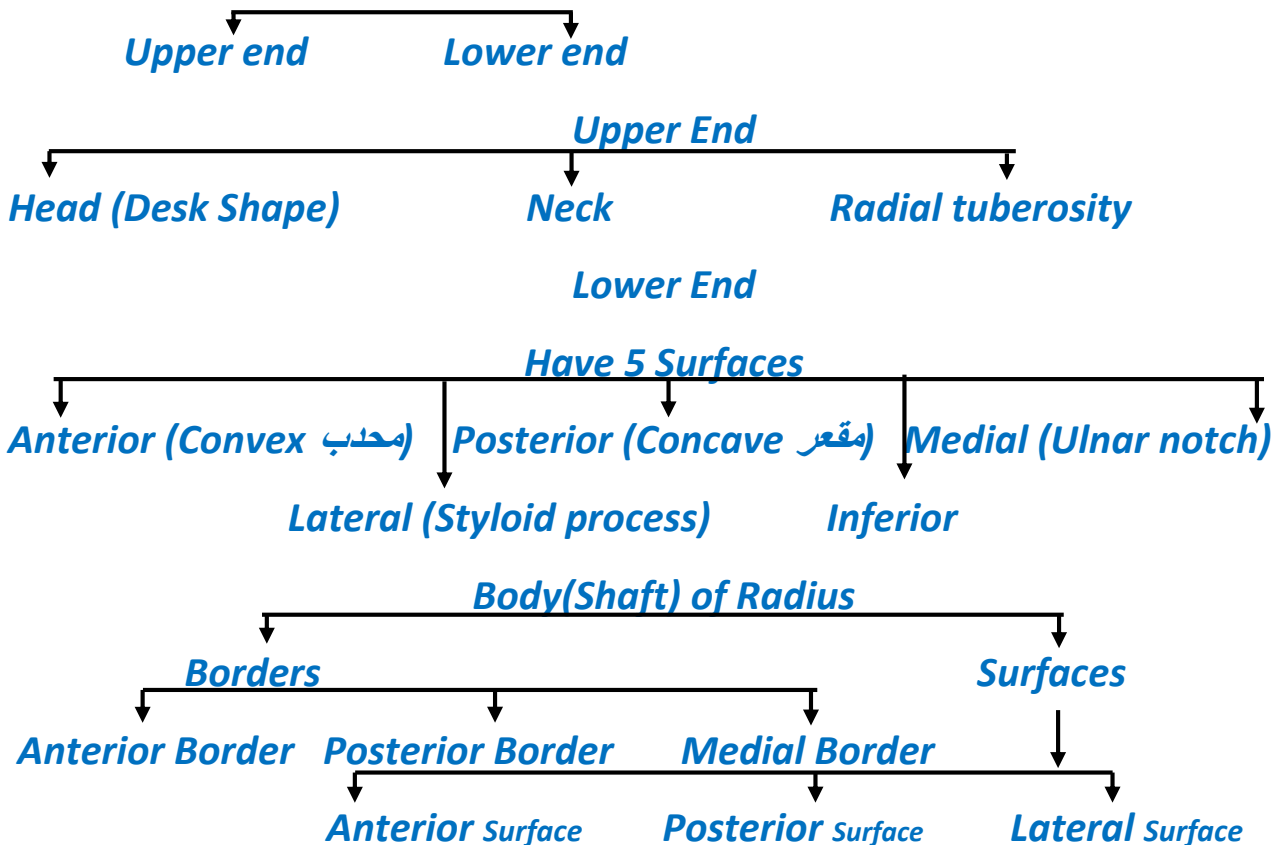 Upper end Lower end
Upper End
Head (Desk Shape) Neck Radial tuberosity
Lower End
Have 5 Surfaces
Anterior (Convex محدب) Posterior (Concave مقعر) Medial (Ulnar notch)
Lateral (Styloid process) Inferior
Body(Shaft) of Radius
Borders Surfaces
Anterior Border Posterior Border Medial Border
Anterior Surface Posterior Surface Lateral Surface